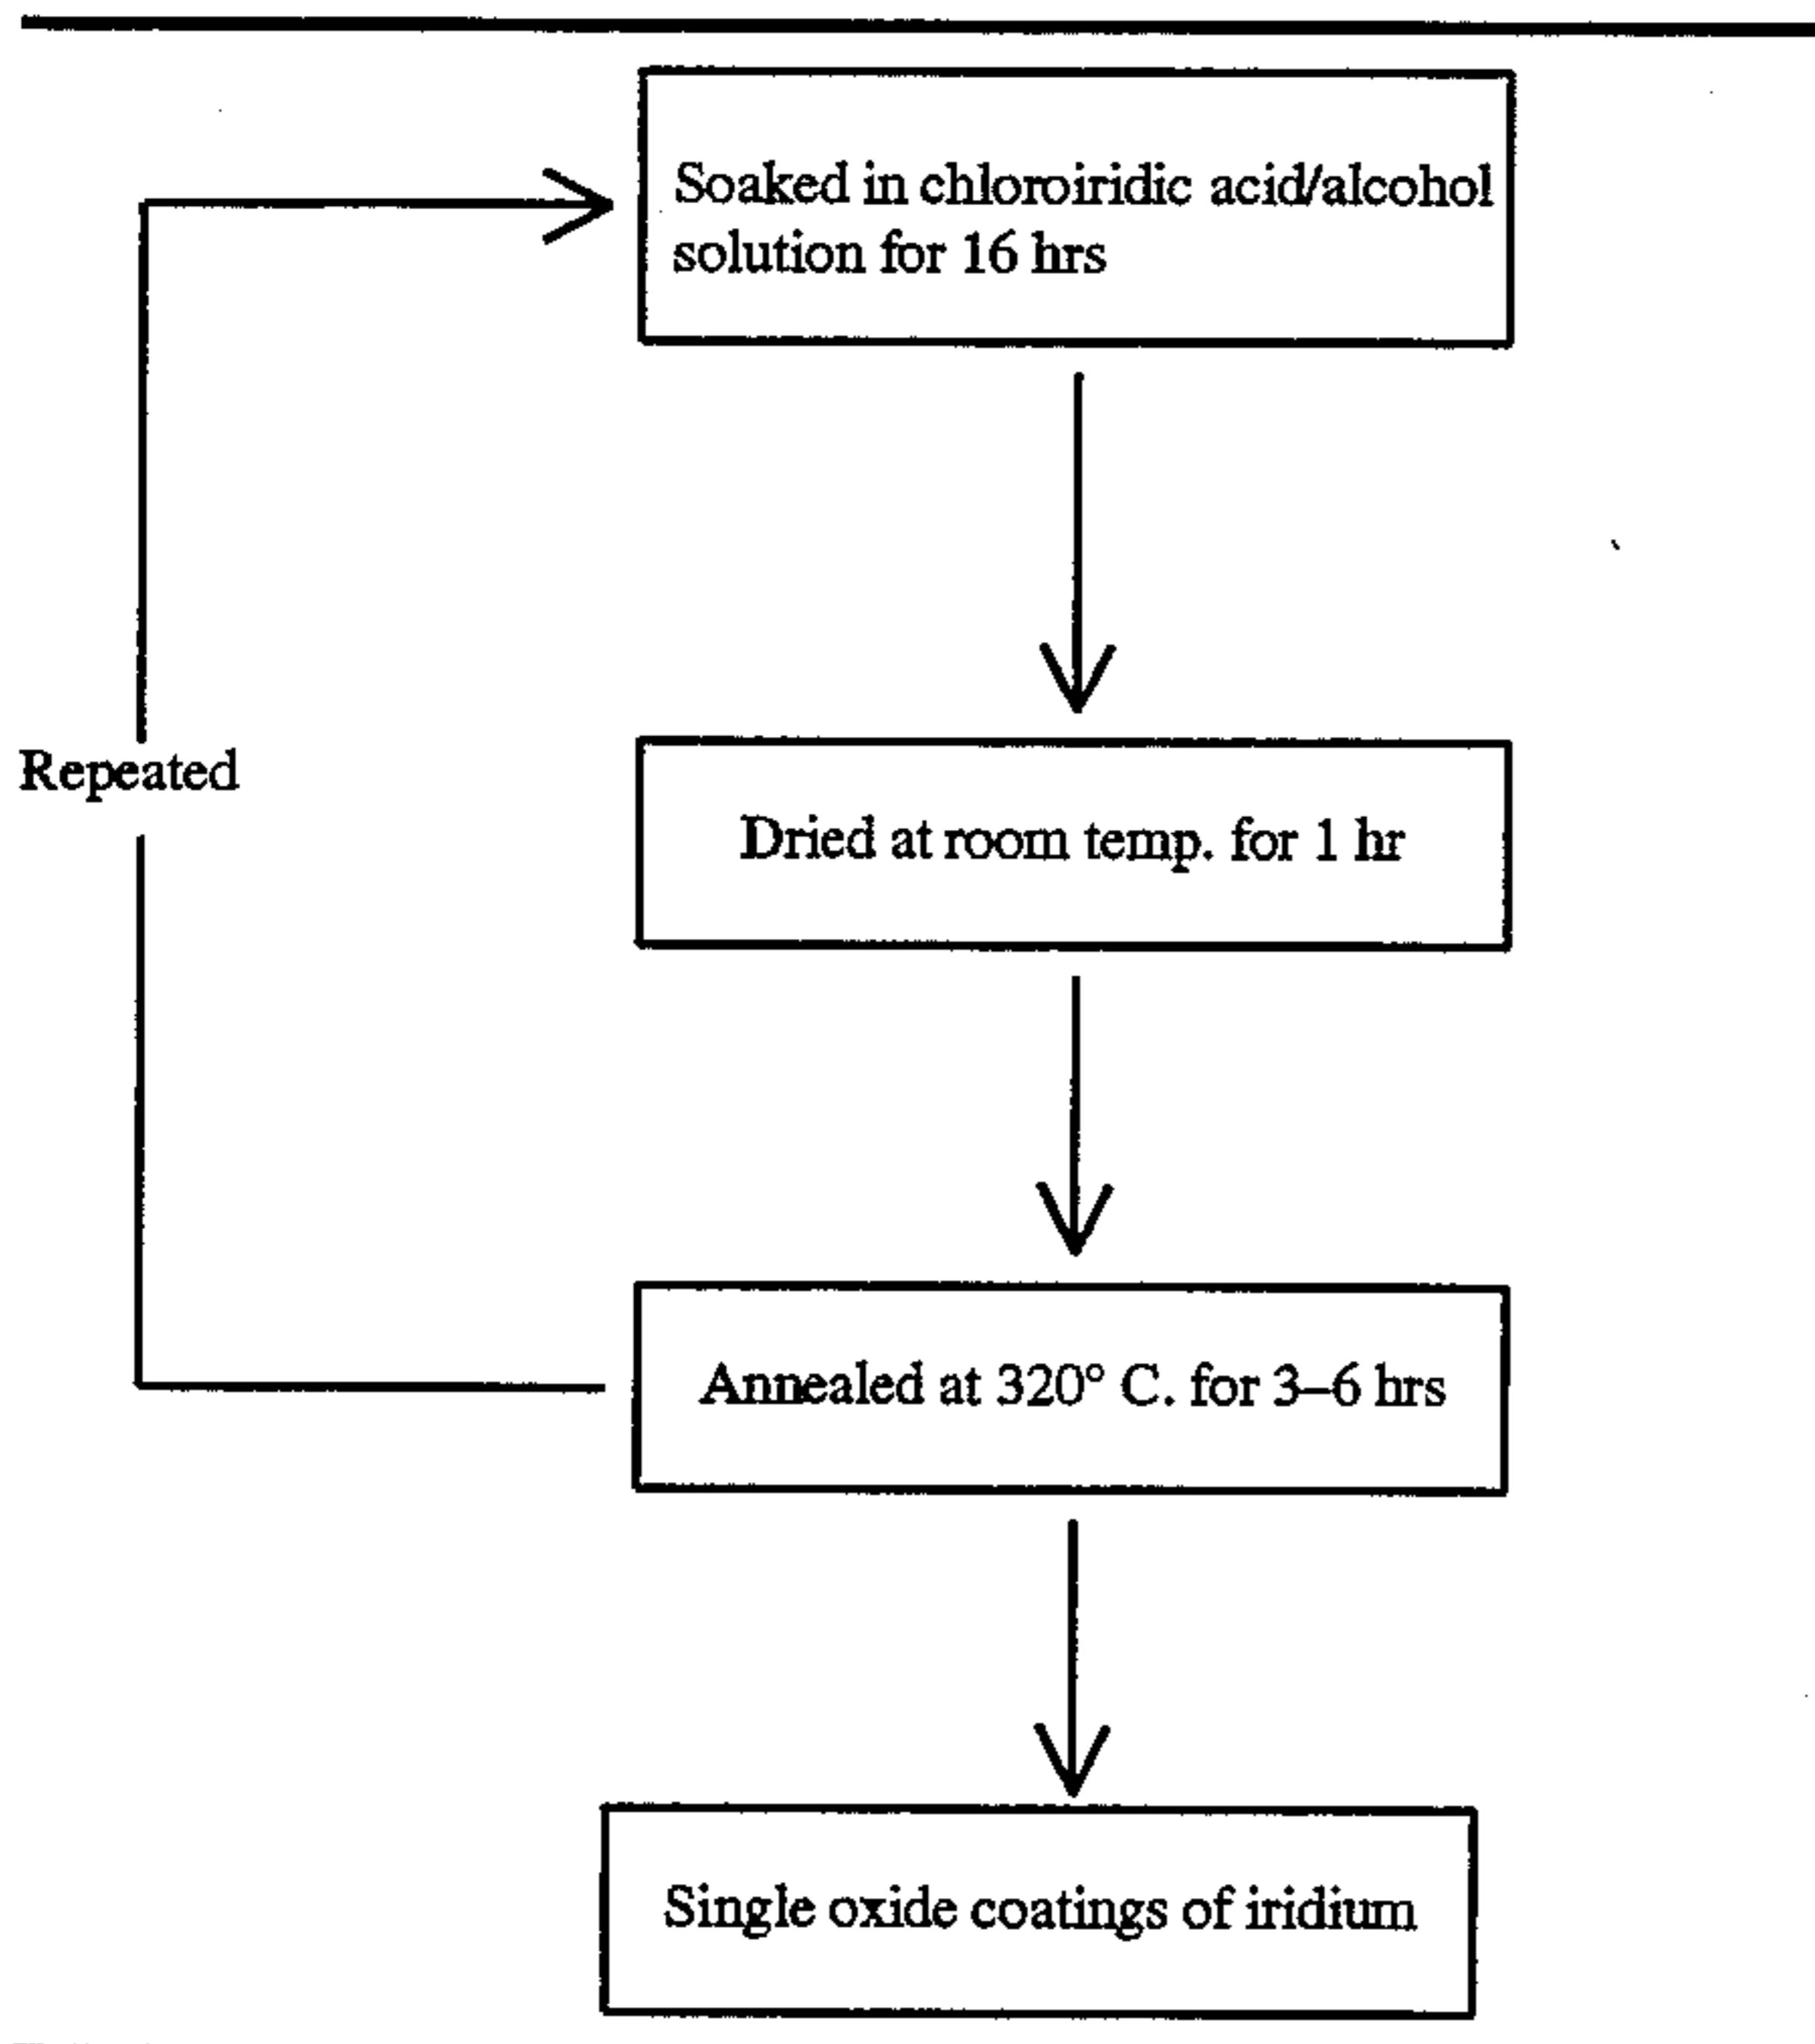 Soaked in chloroiridic acid/alcohol
solution for 16 hrs
Repeated
Dried at room temp. for 1 hr
Annealed at 320° C. for 3–6 hrs
Single oxide coatings of iridium